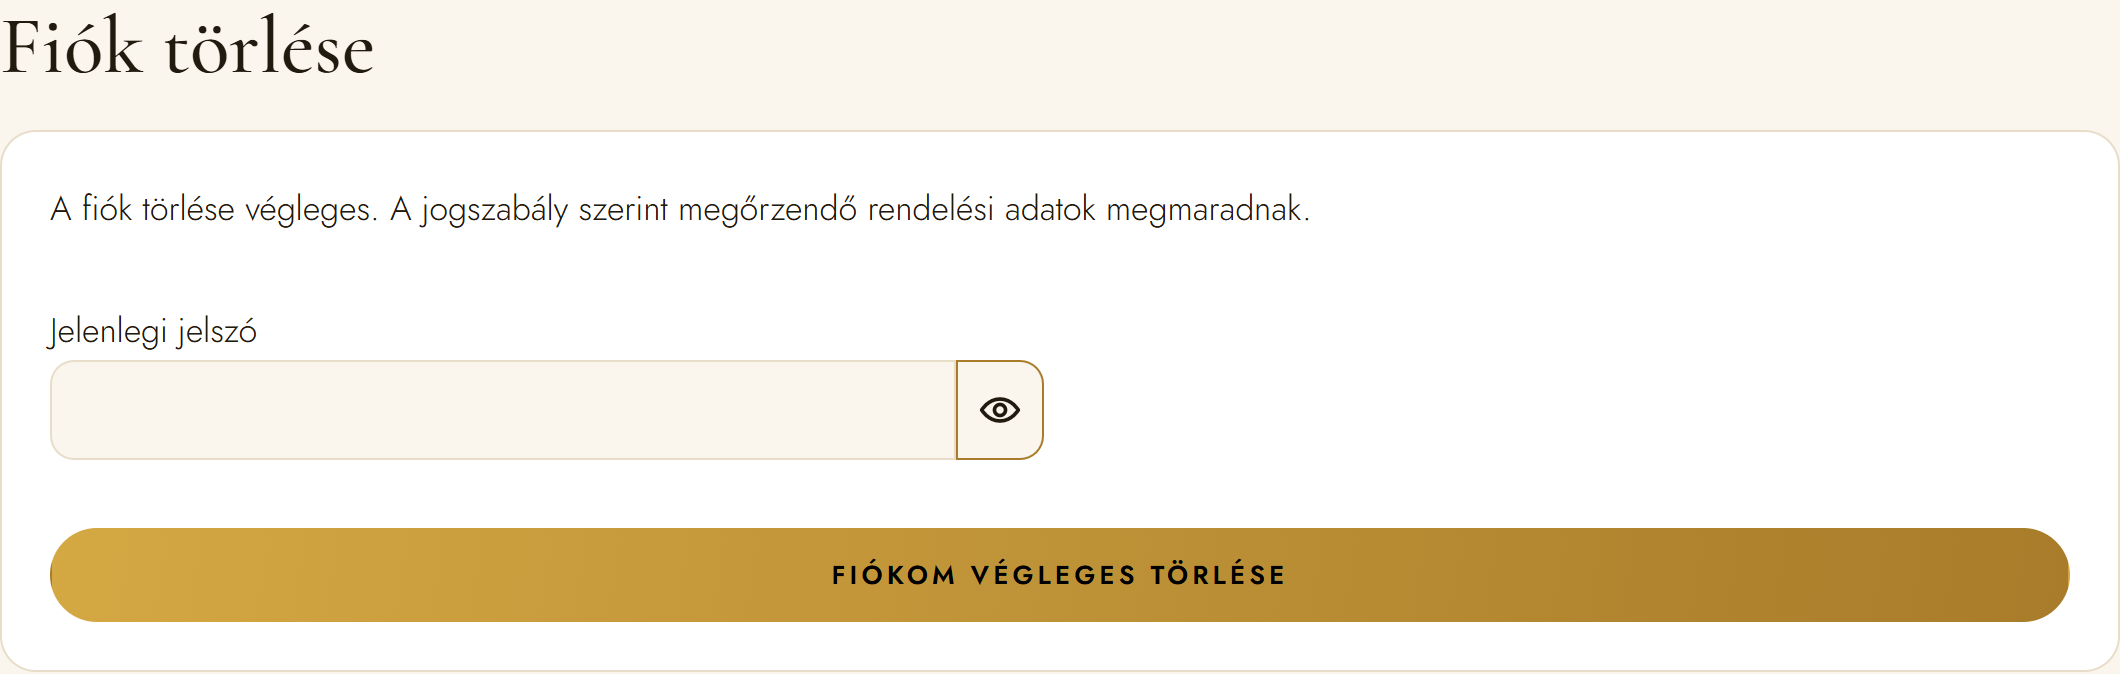 Fiók törlése
A fiók törlése végleges. A jogszabály szerint megőrzendő rendelési adatok megmaradnak.
Jelenlegi jelszó
FIÓKOM VÉGLEGES TÖRLÉSE